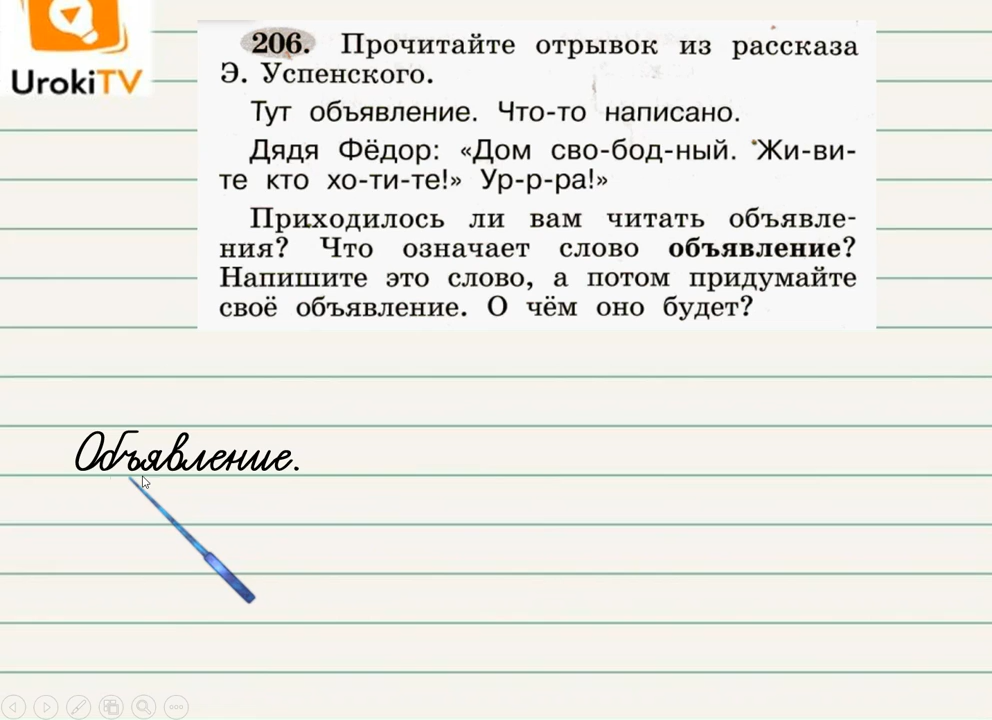 UrokiTV
206. Прочитайте отрывок из рассказа
Э. Успенского.
Тут объявление. Что-то написано.
Дядя Фёдор: «Дом сво-бод-ный. Жи-ви-
те кто хо-ти-те!» Ур-р-ра!»
Приходилось ли вам читать объявле-
ния? Что означает слово объявление?
Напишите это слово, а потом придумайте
своё объявление. О чём оно будет?
Объявление.